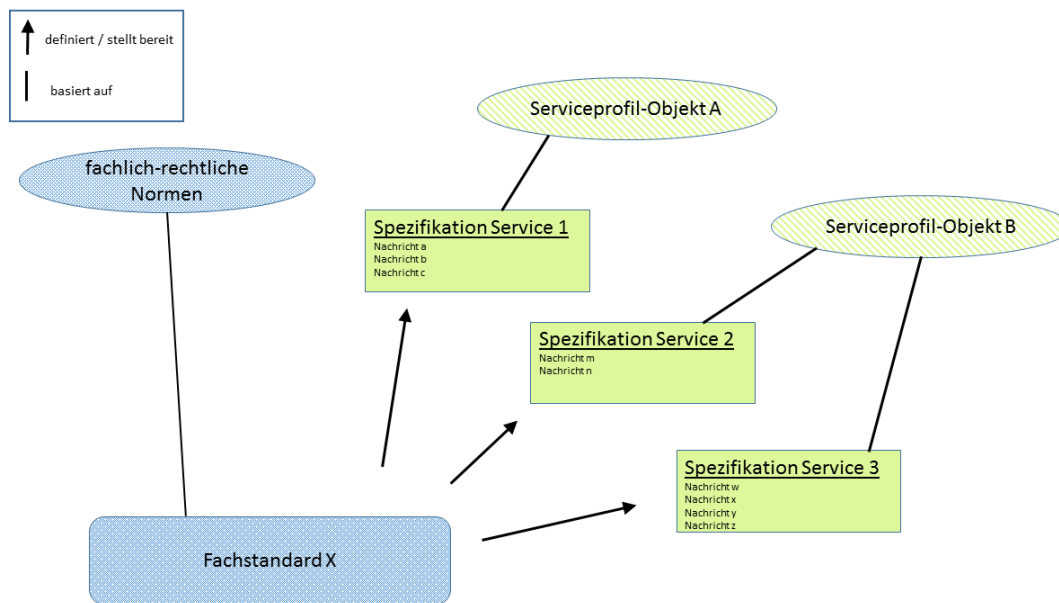 definiert / stellt bereit
basiert auf
Serviceprofil-Objekt A
fachlich-rechtliche
Normen
Spezifikation Service 1
Nachricht a
Nachricht b
Nachricht c
Serviceprofil-Objekt B
Spezifikation Service 2
Nachricht m
Nachricht n
Spezifikation Service 3
Nachricht w
Nachricht x
Nachricht y
Nachricht z
Fachstandard X